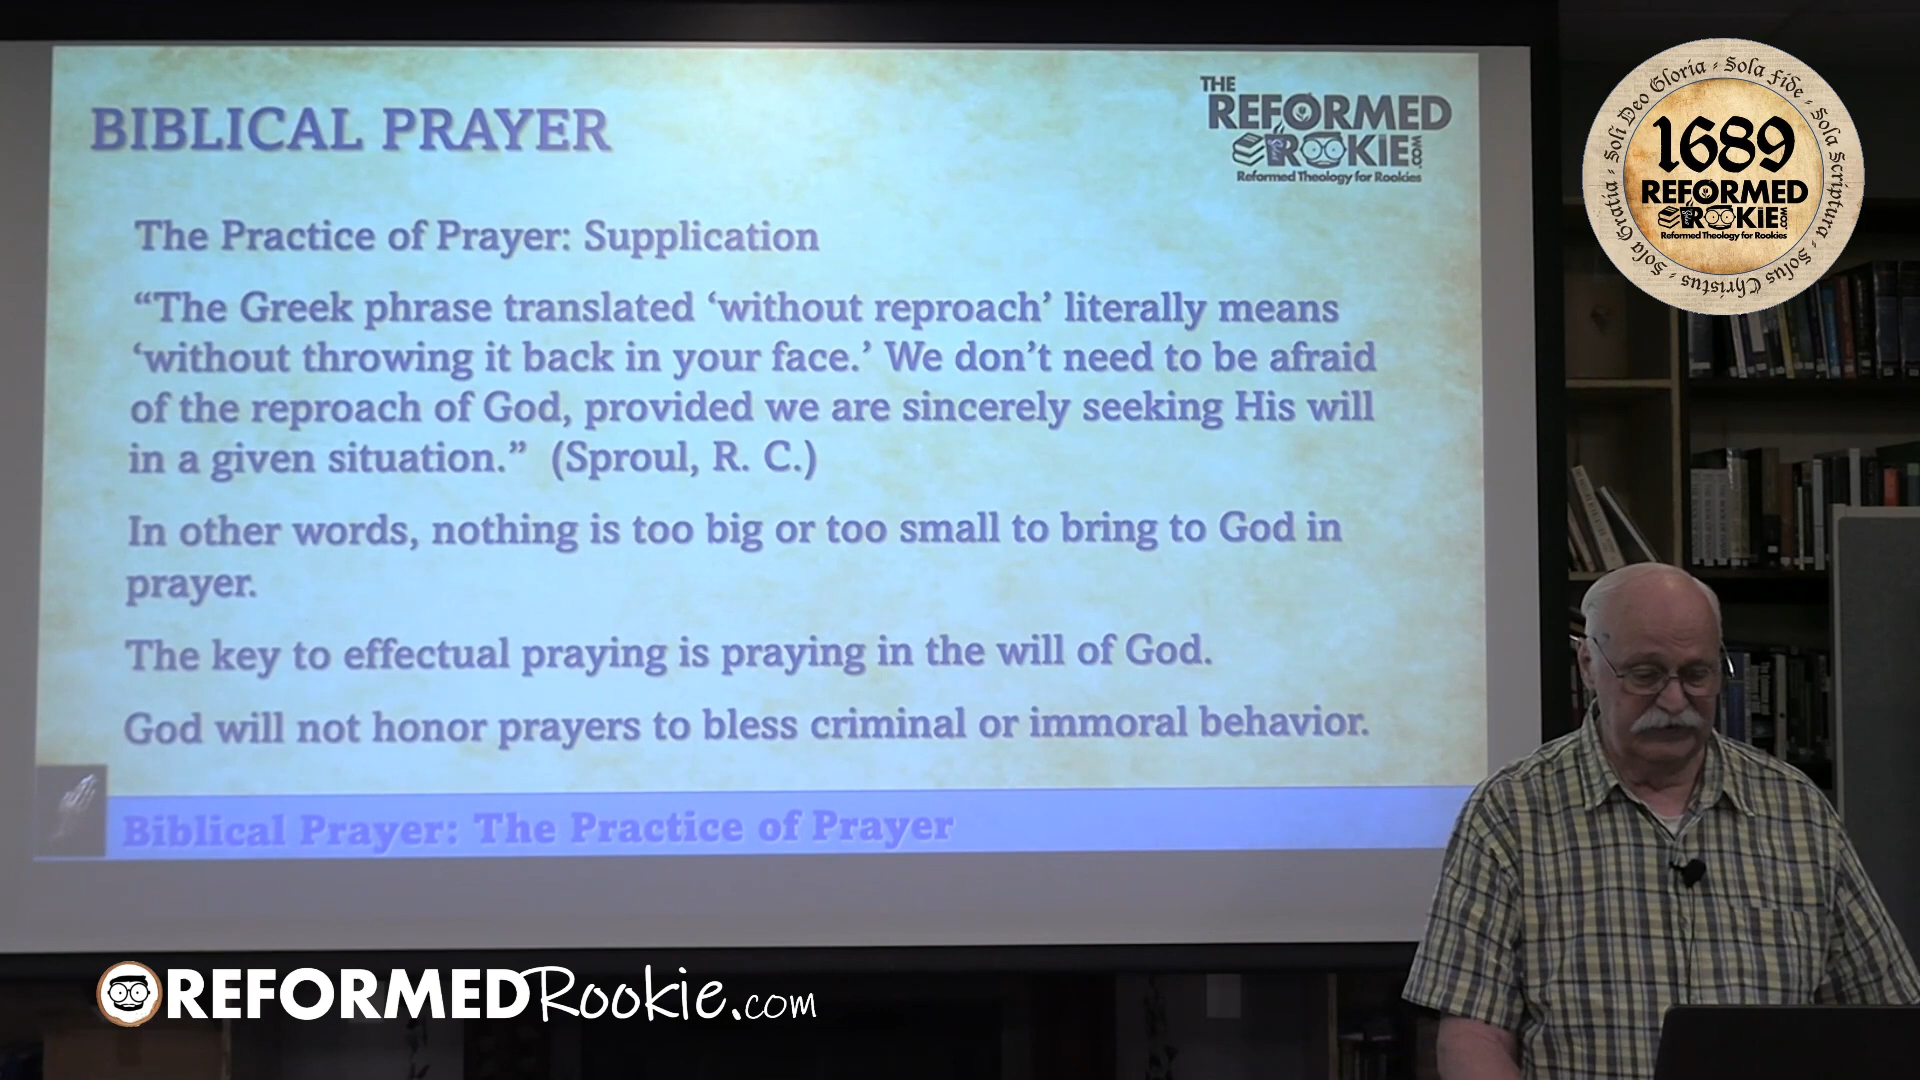 BIBLICAL PRAYER
THE
REFORMED
ROOKIE.COM
Reformed Theology for Rookies
The Practice of Prayer: Supplication
“The Greek phrase translated ‘without reproach’ literally means
‘without throwing it back in your face.’ We don’t need to be afraid
of the reproach of God, provided we are sincerely seeking His will
in a given situation.” (Sproul, R. C.)
In other words, nothing is too big or too small to bring to God in
prayer.
The key to effectual praying is praying in the will of God.
God will not honor prayers to bless criminal or immoral behavior.
Biblical Prayer: The Practice of Prayer
Sola Gratia - Soli Deo Gloria - Sola Fide - Sola Scriptura - Solus Christus -
1689
REFORMED
ROOKIE.COM
Reformed Theology for Rookies
REFORMED Rookie.com